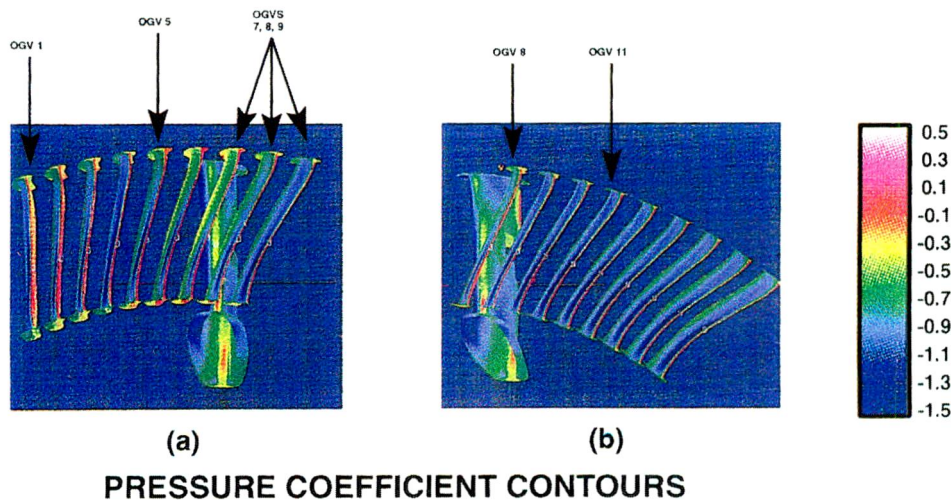 OGV 1
OGV 5
OGVS
7, 8, 9
OGV 8
OGV 11
0.5
0.3
0.1
-0.1
-0.3
-0.5
-0.7
-0.9
-1.1
-1.3
-1.5
(a)
(b)
PRESSURE COEFFICIENT CONTOURS